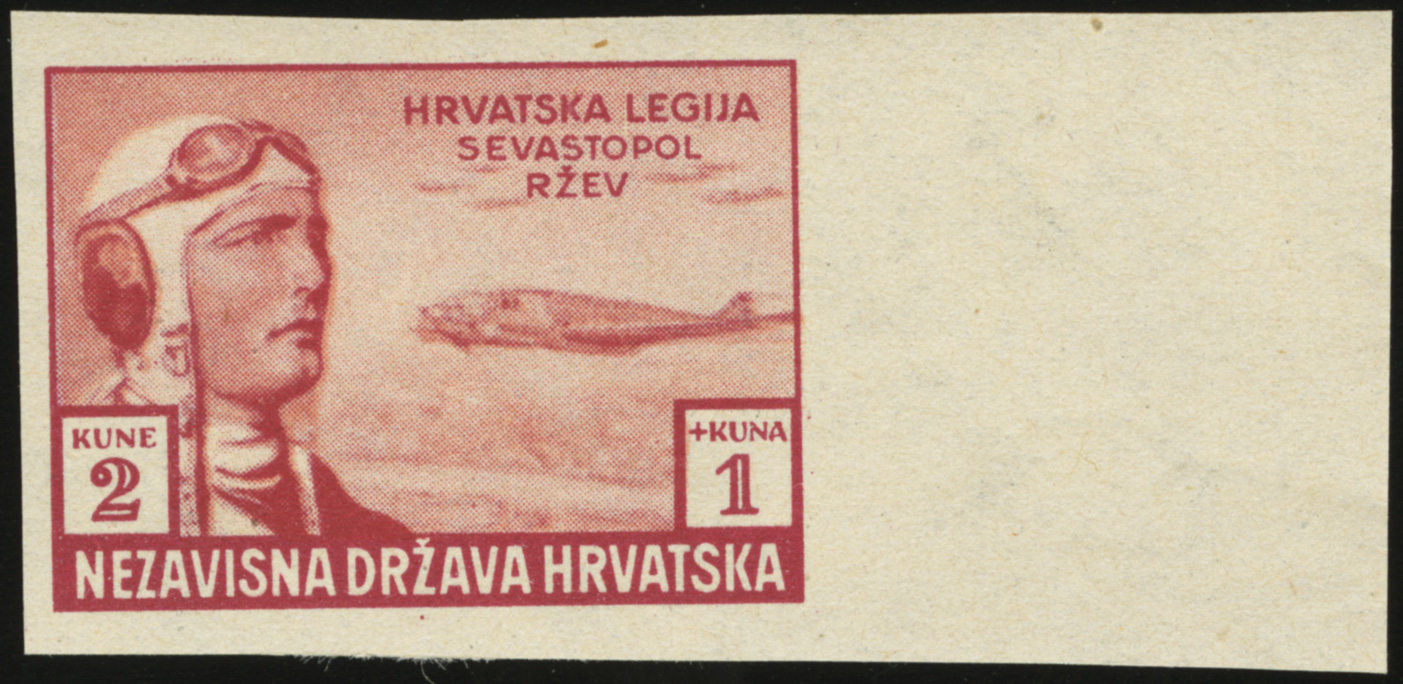 HRVATSKA LEGIJA
SEVASTOPOL
RŽEV
KUNE
2
+KUNA
1
NEZAVISNA DRŽAVA HRVATSKA